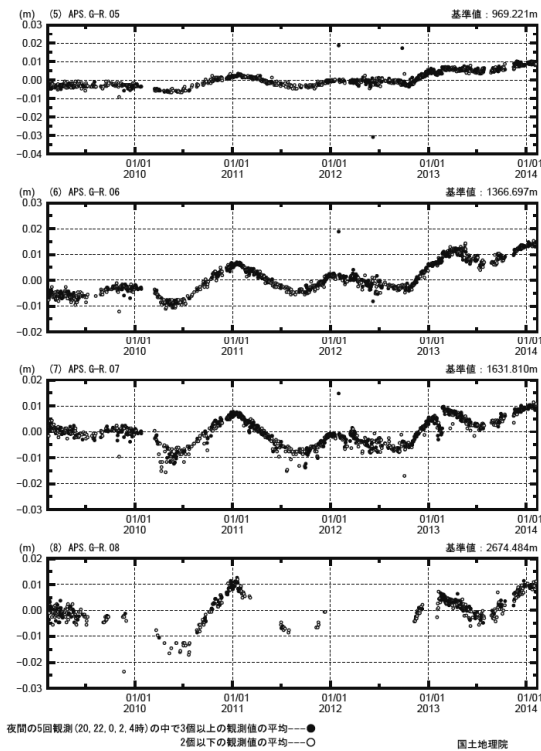 (m) (5) APS.G-R.05 基準値：969.221m
0.03
0.02
0.01
0.00
−0.01
−0.02
−0.03
−0.04
01/01 01/01 01/01 01/01 01/01
2010 2011 2012 2013 2014
(m) (6) APS.G-R.06 基準値：1366.697m
0.03
0.02
0.01
0.00
−0.01
−0.02
01/01 01/01 01/01 01/01 01/01
2010 2011 2012 2013 2014
(m) (7) APS.G-R.07 基準値：1631.810m
0.02
0.01
0.00
−0.01
−0.02
−0.03
01/01 01/01 01/01 01/01 01/01
2010 2011 2012 2013 2014
(m) (8) APS.G-R.08 基準値：2674.484m
0.02
0.01
0.00
−0.01
−0.02
−0.03
01/01 01/01 01/01 01/01 01/01
2010 2011 2012 2013 2014
夜間の5回観測(20, 22, 0, 2, 4時)の中で3個以上の観測値の平均---●
2個以下の観測値の平均---○
国土地理院